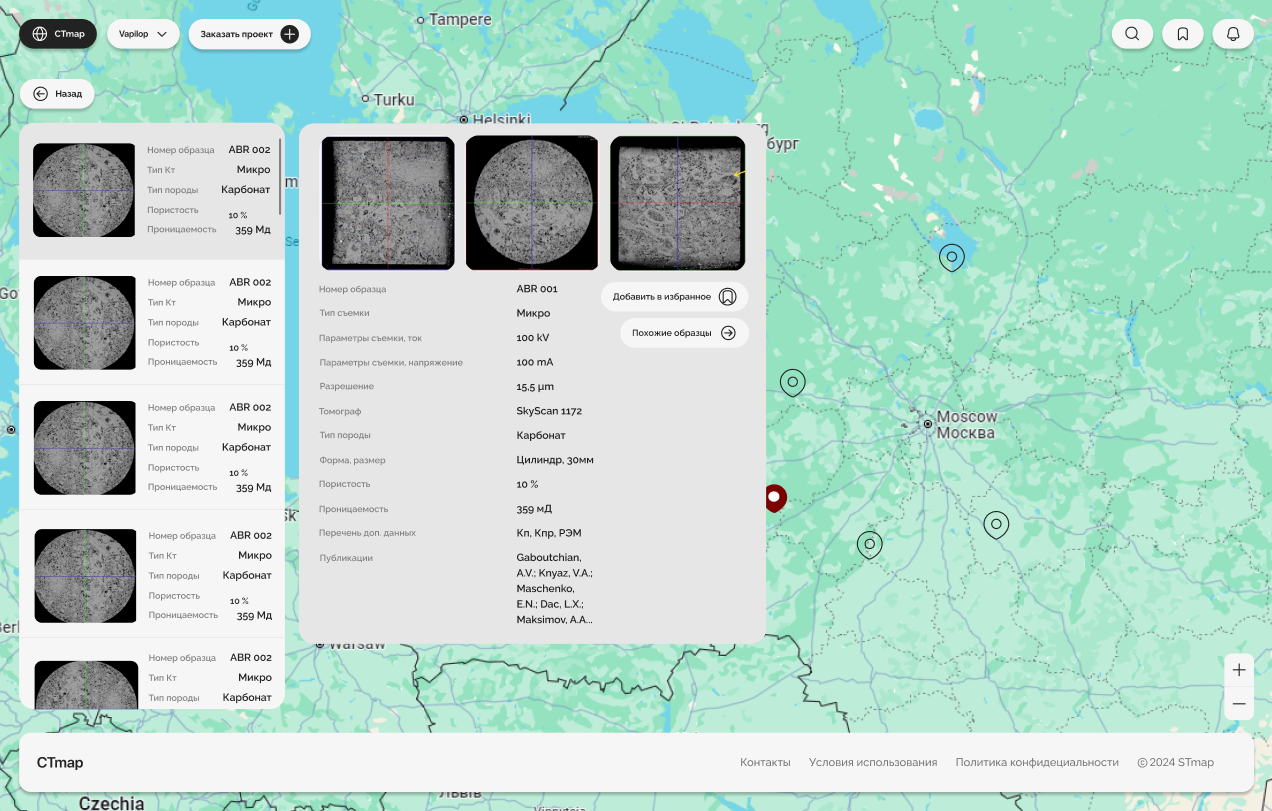 CTmap
Vapilop
Заказать проект
Tampere
Назад
Turku
Helsinki
бург
Номер образца ABR 002
Тип Кт Микро
Тип породы Карбонат
Пористость 10 %
Проницаемость 359 Мд
Номер образца ABR 002
Тип Кт Микро
Тип породы Карбонат
Пористость 10 %
Проницаемость 359 Мд
Номер образца ABR 002
Тип Кт Микро
Тип породы Карбонат
Пористость 10 %
Проницаемость 359 Мд
Номер образца ABR 002
Тип Кт Микро
Тип породы Карбонат
Пористость 10 %
Проницаемость 359 Мд
Номер образца ABR 002
Тип Кт Микро
Тип породы Карбонат
Номер образца ABR 001
Тип съемки Микро
Параметры съемки, ток 100 kV
Параметры съемки, напряжение 100 mA
Разрешение 15,5 µm
Томограф SkyScan 1172
Тип породы Карбонат
Форма, размер Цилиндр, 30мм
Пористость 10 %
Проницаемость 359 мД
Перечень доп. данных Кп, Кпр, РЭМ
Публикации Gaboutchian,
A.V.; Knyaz, V.A.;
Maschenko,
E.N.; Dac, L.X.;
Maksimov, A.A...
Добавить в избранное
Похожие образцы
Moscow
Москва
Warsaw
CTmap
Контакты
Условия использования
Политика конфидециальности
© 2024 STmap
Czechia
Львів